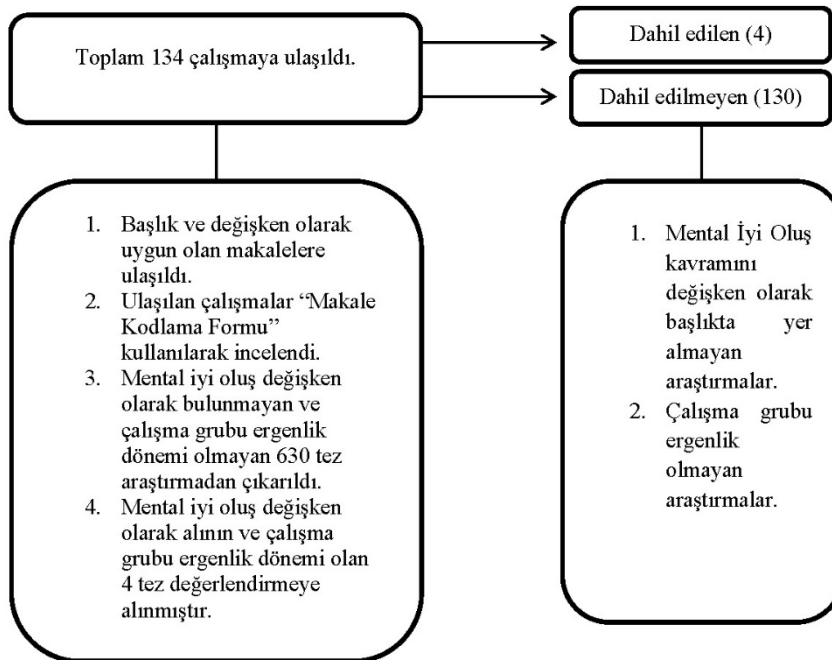 Toplam 134 çalışmaya ulaşıldı.
Dahil edilen (4)
Dahil edilmeyen (130)
1. Başlık ve değişken olarak
uygun olan makalelere
ulaşıldı.
2. Ulaşılan çalışmalar “Makale
Kodlama Formu”
kullanılarak incelendi.
3. Mental iyi oluş değişken
olarak bulunmayan ve
çalışma grubu ergenlik
dönemi olmayan 630 tez
araştırmadan çıkarıldı.
4. Mental iyi oluş değişken
olarak alının ve çalışma
grubu ergenlik dönemi olan
4 tez değerlendirmeye
alınmıştır.
1. Mental İyi Oluş
kavramını
değişken olarak
başlıkta yer
almayan
araştırmalar.
2. Çalışma grubu
ergenlik
olmayan
araştırmalar.